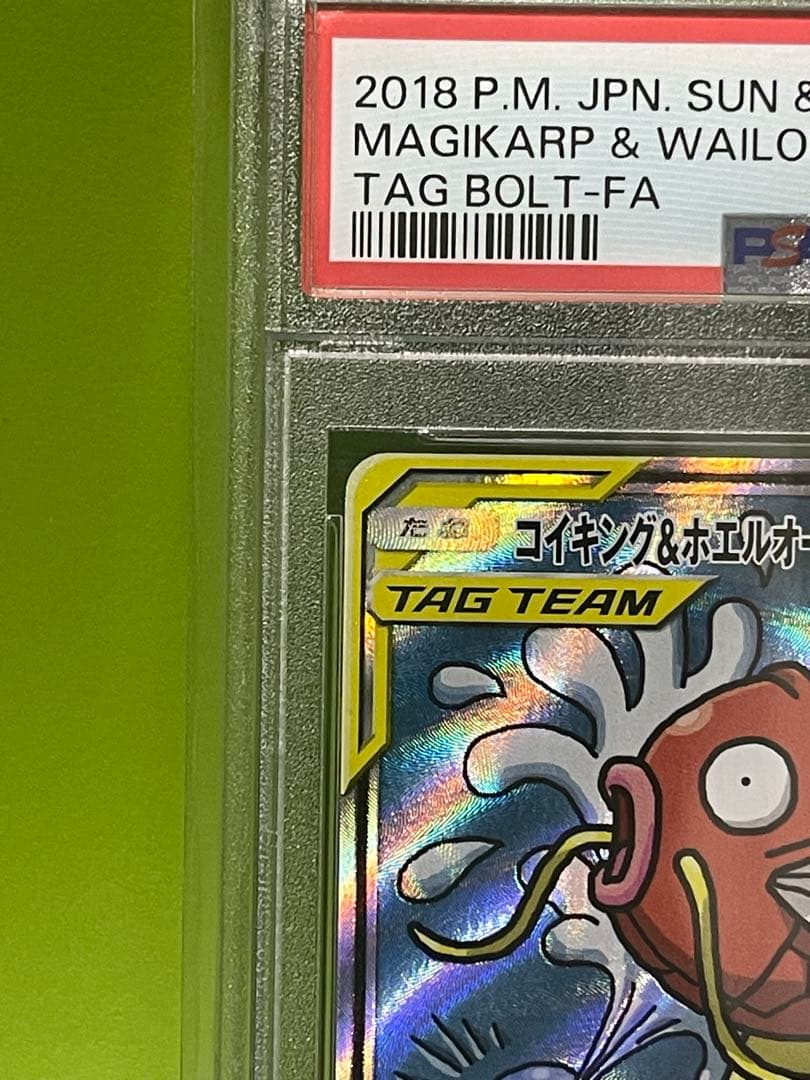 2018 P.M. JPN. SUN &
MAGIKARP & WAILO
TAG BOLT-FA
PSA
たね
コイキング&ホエルオー
TAG TEAM